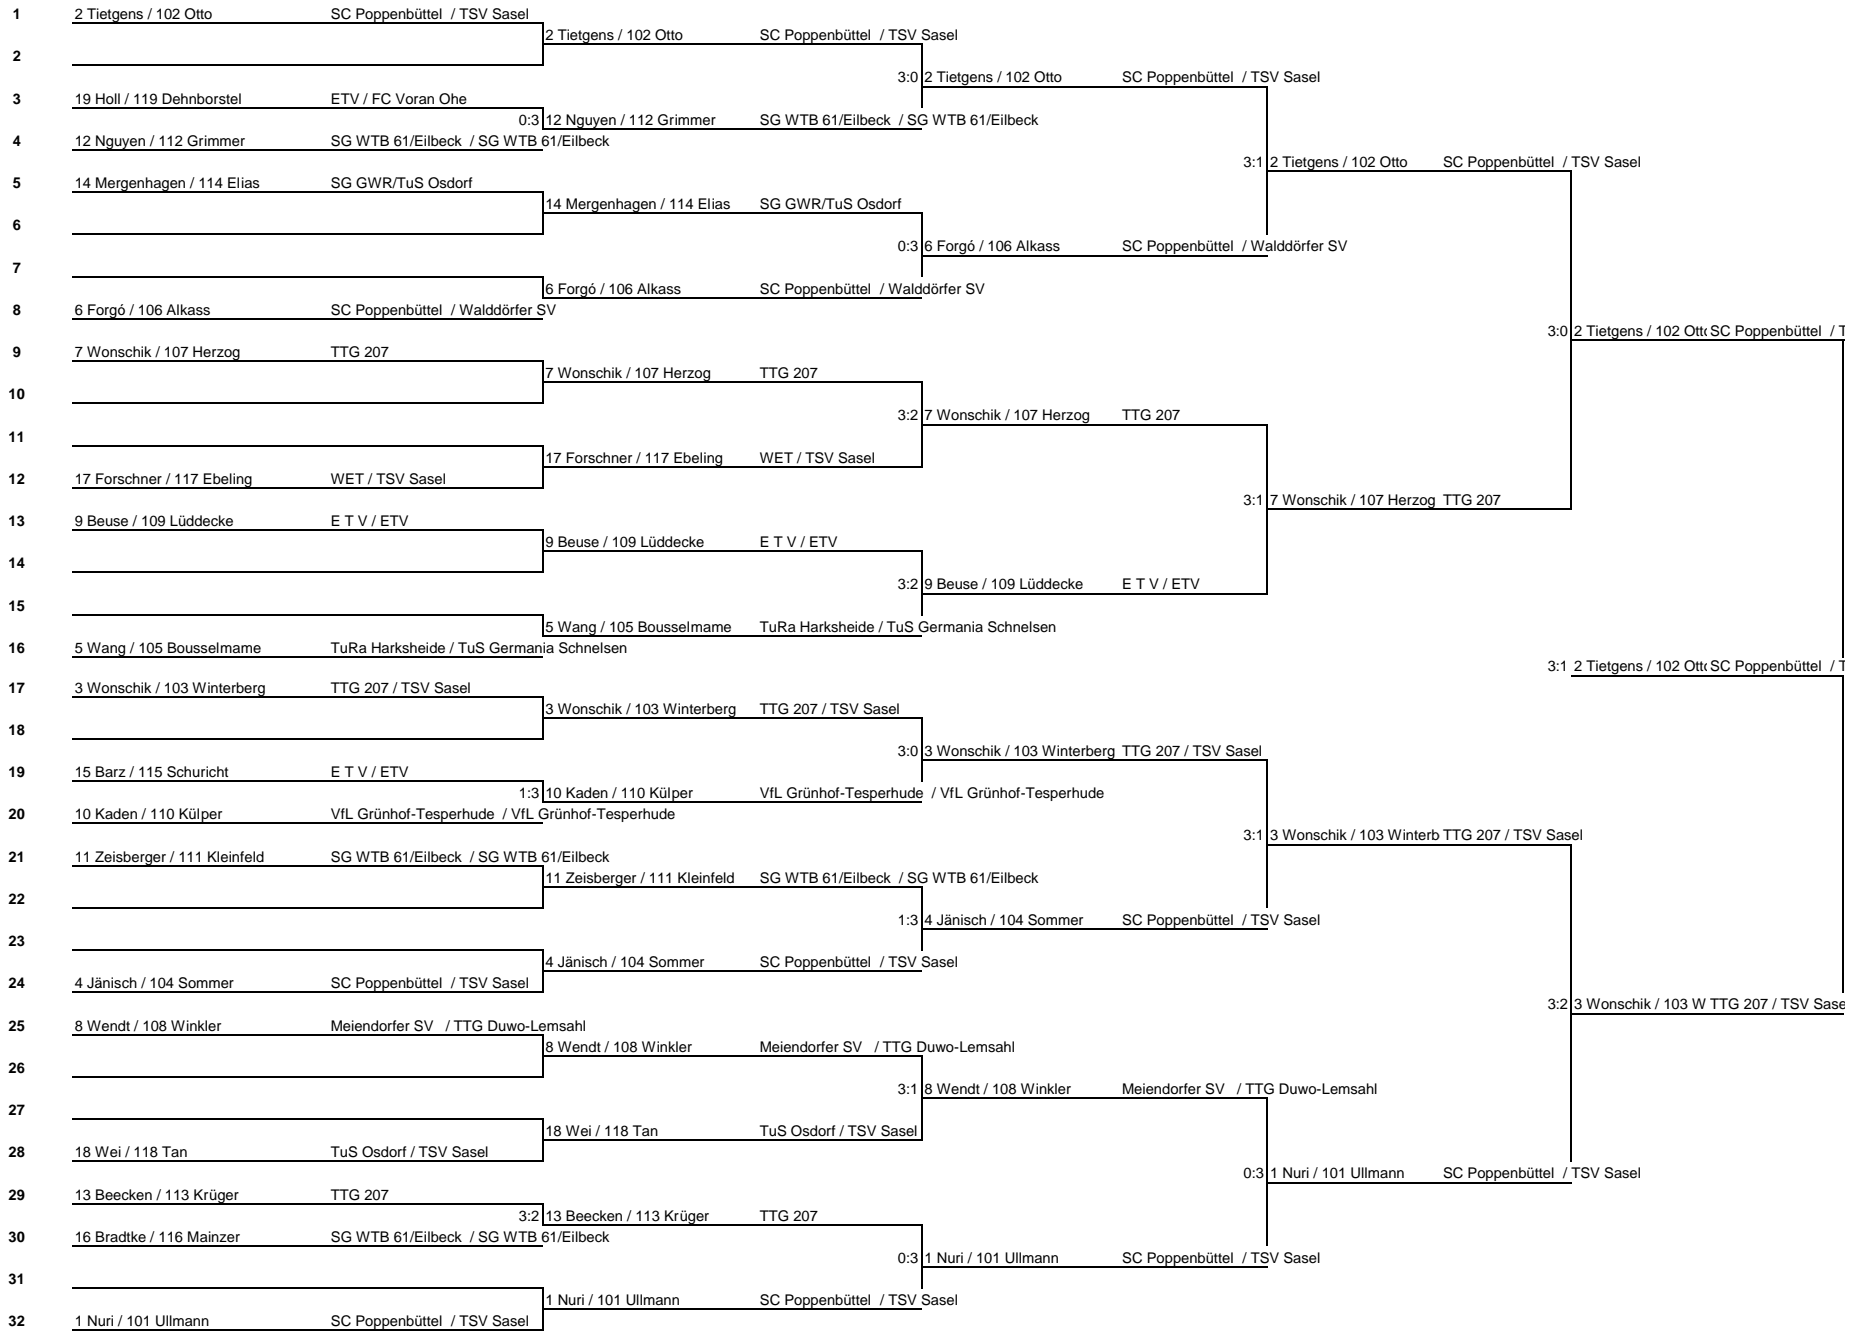 1 2 Tietgens / 102 Otto SC Poppenbüttel / TSV Sasel
2 Tietgens / 102 Otto SC Poppenbüttel / TSV Sasel
2
3:0 2 Tietgens / 102 Otto SC Poppenbüttel / TSV Sasel
3 19 Holl / 119 Dehnborstel ETV / FC Voran Ohe
0:3 12 Nguyen / 112 Grimmer SG WTB 61/Eilbeck / SG WTB 61/Eilbeck
4 12 Nguyen / 112 Grimmer SG WTB 61/Eilbeck / SG WTB 61/Eilbeck
3:1 2 Tietgens / 102 Otto SC Poppenbüttel / TSV Sasel
5 14 Mergenhagen / 114 Elias SG GWR/TuS Osdorf
14 Mergenhagen / 114 Elias SG GWR/TuS Osdorf
6
0:3 6 Forgó / 106 Alkass SC Poppenbüttel / Walddörfer SV
7
6 Forgó / 106 Alkass SC Poppenbüttel / Walddörfer SV
8 6 Forgó / 106 Alkass SC Poppenbüttel / Walddörfer SV
3:0 2 Tietgens / 102 Otto SC Poppenbüttel / T
9 7 Wonschik / 107 Herzog TTG 207
7 Wonschik / 107 Herzog TTG 207
10
3:2 7 Wonschik / 107 Herzog TTG 207
11
17 Forschner / 117 Ebeling WET / TSV Sasel
12 17 Forschner / 117 Ebeling WET / TSV Sasel
3:1 7 Wonschik / 107 Herzog TTG 207
13 9 Beuse / 109 Lüddecke E T V / ETV
9 Beuse / 109 Lüddecke E T V / ETV
14
3:2 9 Beuse / 109 Lüddecke E T V / ETV
15
5 Wang / 105 Bousselmame TuRa Harksheide / TuS Germania Schnelsen
16 5 Wang / 105 Bousselmame TuRa Harksheide / TuS Germania Schnelsen
3:1 2 Tietgens / 102 Otto SC Poppenbüttel / T
17 3 Wonschik / 103 Winterberg TTG 207 / TSV Sasel
3 Wonschik / 103 Winterberg TTG 207 / TSV Sasel
18
3:0 3 Wonschik / 103 Winterberg TTG 207 / TSV Sasel
19 15 Barz / 115 Schuricht E T V / ETV
1:3 10 Kaden / 110 Külper VfL Grünhof-Tesperhude / VfL Grünhof-Tesperhude
20 10 Kaden / 110 Külper VfL Grünhof-Tesperhude / VfL Grünhof-Tesperhude
3:1 3 Wonschik / 103 Winterb TTG 207 / TSV Sasel
21 11 Zeisberger / 111 Kleinfeld SG WTB 61/Eilbeck / SG WTB 61/Eilbeck
11 Zeisberger / 111 Kleinfeld SG WTB 61/Eilbeck / SG WTB 61/Eilbeck
22
1:3 4 Jänisch / 104 Sommer SC Poppenbüttel / TSV Sasel
23
4 Jänisch / 104 Sommer SC Poppenbüttel / TSV Sasel
24 4 Jänisch / 104 Sommer SC Poppenbüttel / TSV Sasel
3:2 3 Wonschik / 103 W TTG 207 / TSV Sase
25 8 Wendt / 108 Winkler Meiendorfer SV / TTG Duwo-Lemsahl
8 Wendt / 108 Winkler Meiendorfer SV / TTG Duwo-Lemsahl
26
3:1 8 Wendt / 108 Winkler Meiendorfer SV / TTG Duwo-Lemsahl
27
18 Wei / 118 Tan TuS Osdorf / TSV Sasel
28 18 Wei / 118 Tan TuS Osdorf / TSV Sasel
0:3 1 Nuri / 101 Ullmann SC Poppenbüttel / TSV Sasel
29 13 Beecken / 113 Krüger TTG 207
3:2 13 Beecken / 113 Krüger TTG 207
30 16 Bradtke / 116 Mainzer SG WTB 61/Eilbeck / SG WTB 61/Eilbeck
0:3 1 Nuri / 101 Ullmann SC Poppenbüttel / TSV Sasel
31
1 Nuri / 101 Ullmann SC Poppenbüttel / TSV Sasel
32 1 Nuri / 101 Ullmann SC Poppenbüttel / TSV Sasel